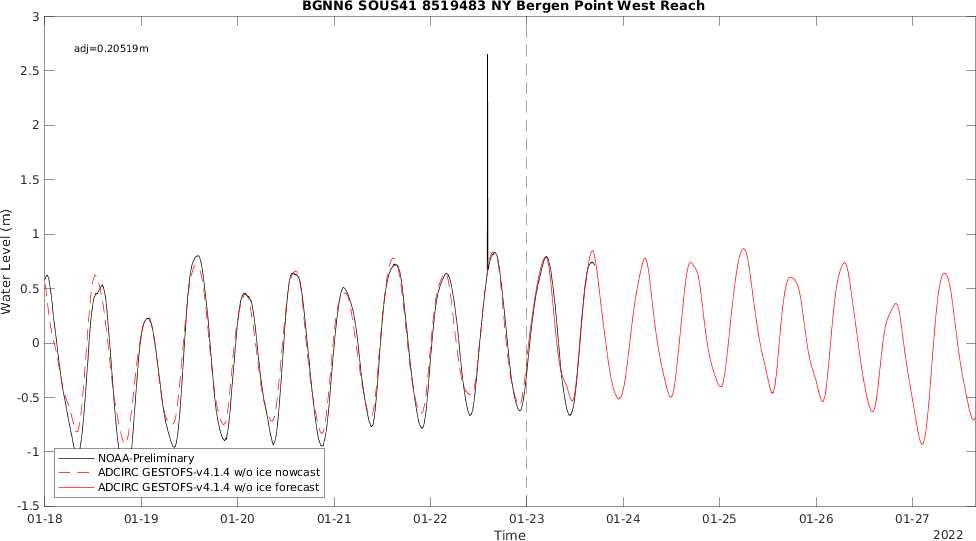 BGNN6 SOUS41 8519483 NY Bergen Point West Reach
adj=0.20519m
3
2.5
2
1.5
1
0.5
0
-0.5
-1
-1.5
Water Level (m)
NOAA-Preliminary
ADCIRC GESTOFS-v4.1.4 w/o ice nowcast
ADCIRC GESTOFS-v4.1.4 w/o ice forecast
01-18 01-19 01-20 01-21 01-22 01-23 01-24 01-25 01-26 01-27
Time
2022